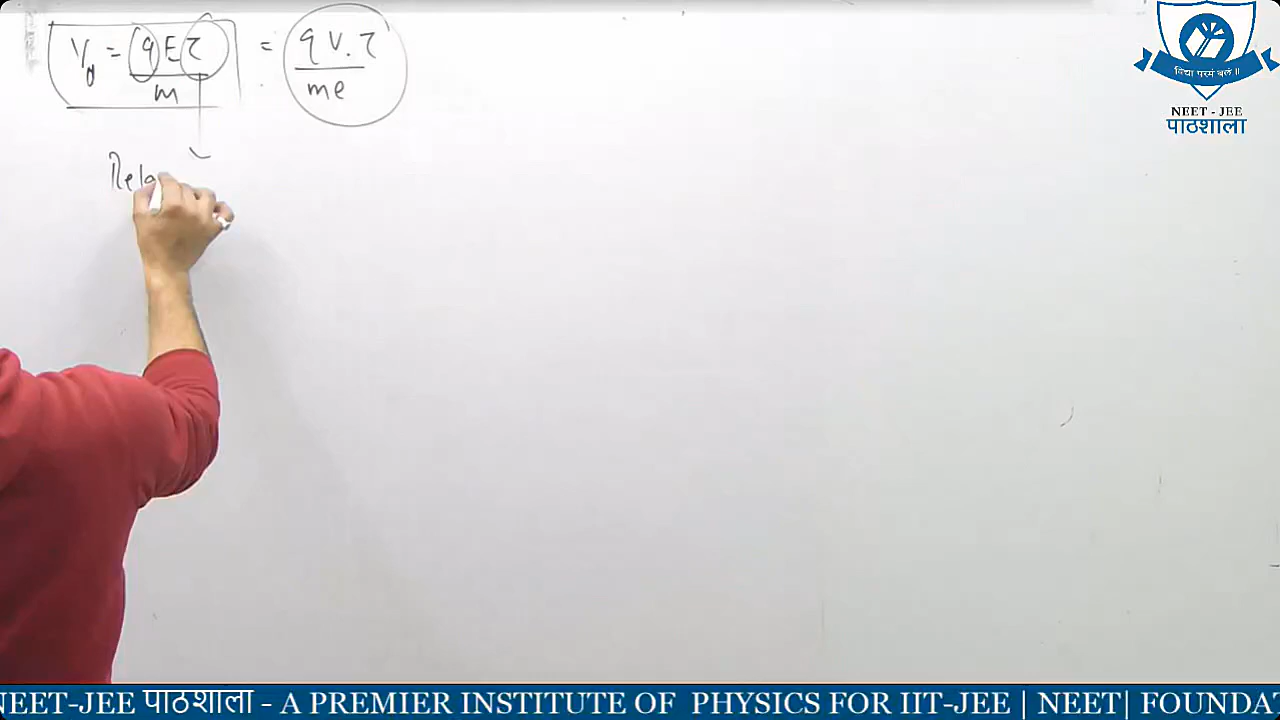 V_d = qEτ / m = qV.τ / me
Rela
विद्या परमं बलं ॥
NEET - JEE
पाठशाला
NEET-JEE पाठशाला - A PREMIER INSTITUTE OF PHYSICS FOR IIT-JEE | NEET| FOUNDAT